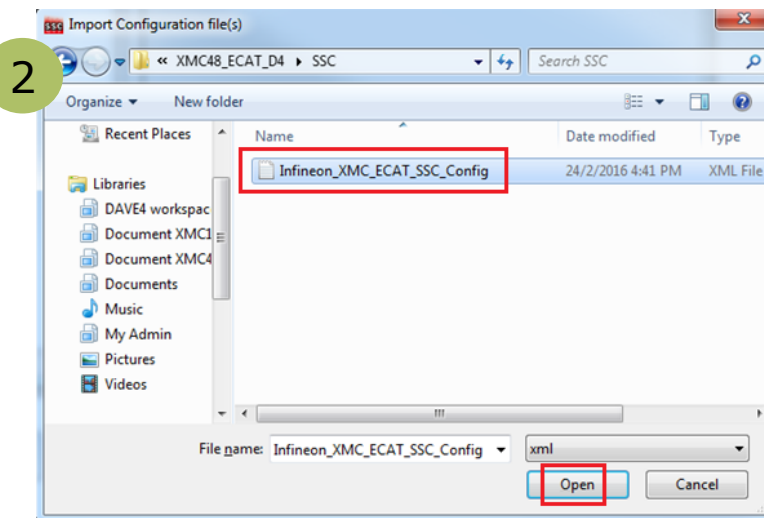 SSC Import Configuration file(s)
2
« XMC48_ECAT_D4 ▸ SSC
Search SSC
Organize ▾ New folder
Recent Places
Name Date modified Type
Infineon_XMC_ECAT_SSC_Config 24/2/2016 4:41 PM XML File
Libraries
DAVE4 workspac
Document XMC1
Document XMC4
Documents
Music
My Admin
Pictures
Videos
File name: Infineon_XMC_ECAT_SSC_Config xml
Open Cancel